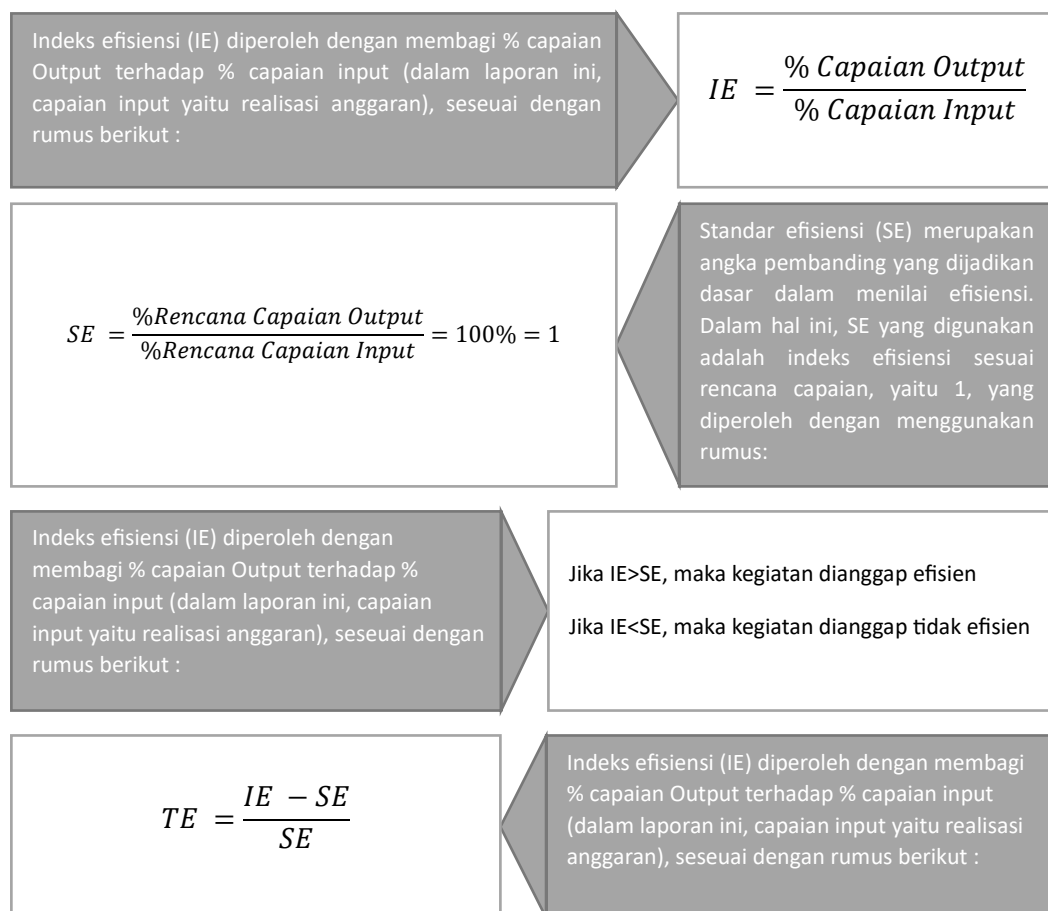 Indeks efisiensi (IE) diperoleh dengan membagi % capaian
Output terhadap % capaian input (dalam laporan ini,
capaian input yaitu realisasi anggaran), seseuai dengan
rumus berikut :
IE = % Capaian Output / % Capaian Input
SE = %Rencana Capaian Output / %Rencana Capaian Input = 100% = 1
Standar efisiensi (SE) merupakan
angka pembanding yang dijadikan
dasar dalam menilai efisiensi.
Dalam hal ini, SE yang digunakan
adalah indeks efisiensi sesuai
rencana capaian, yaitu 1, yang
diperoleh dengan menggunakan
rumus:
Indeks efisiensi (IE) diperoleh dengan
membagi % capaian Output terhadap %
capaian input (dalam laporan ini, capaian
input yaitu realisasi anggaran), seseuai dengan
rumus berikut :
Jika IE>SE, maka kegiatan dianggap efisien
Jika IE<SE, maka kegiatan dianggap tidak efisien
TE = IE - SE / SE
Indeks efisiensi (IE) diperoleh dengan membagi
% capaian Output terhadap % capaian input
(dalam laporan ini, capaian input yaitu realisasi
anggaran), seseuai dengan rumus berikut :